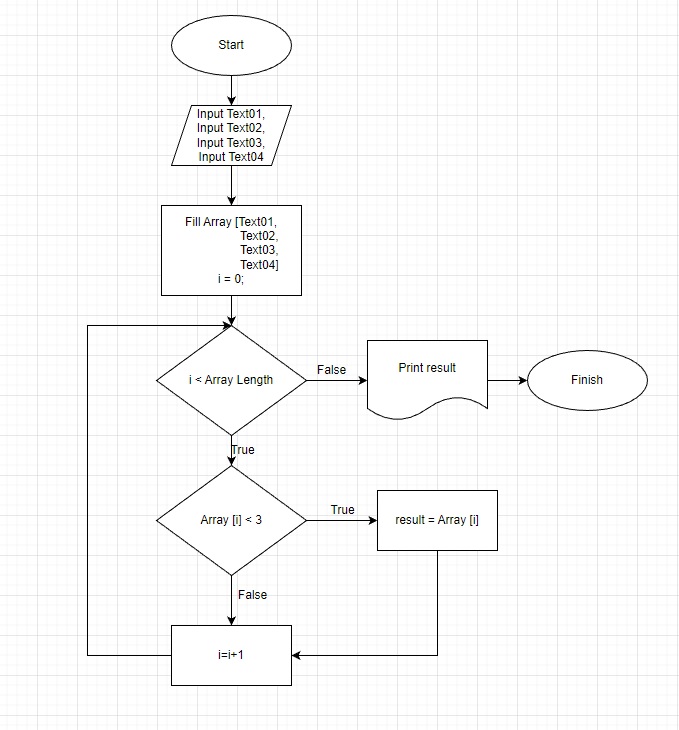 Start
Input Text01,
Input Text02,
Input Text03,
Input Text04
Fill Array [Text01,
Text02,
Text03,
Text04]
i = 0;
i < Array Length
False
Print result
Finish
True
Array [i] < 3
True
result = Array [i]
False
i=i+1